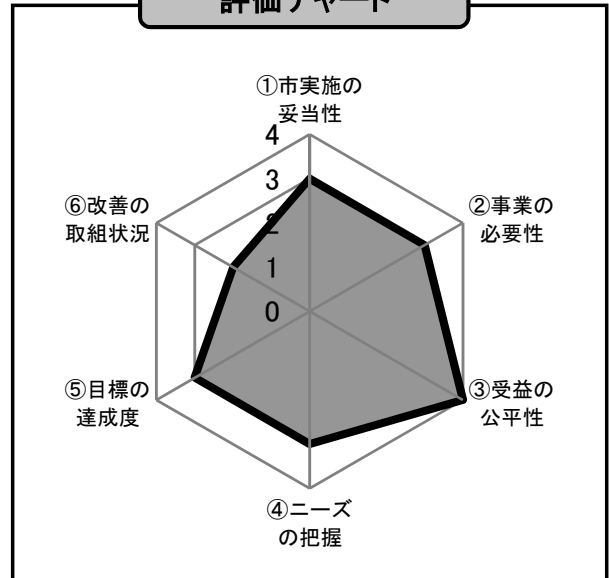 評価チャート
①市実施の
妥当性
4
3
2
1
0
②事業の
必要性
③受益の
公平性
④ニーズ
の把握
⑤目標の
達成度
⑥改善の
取組状況